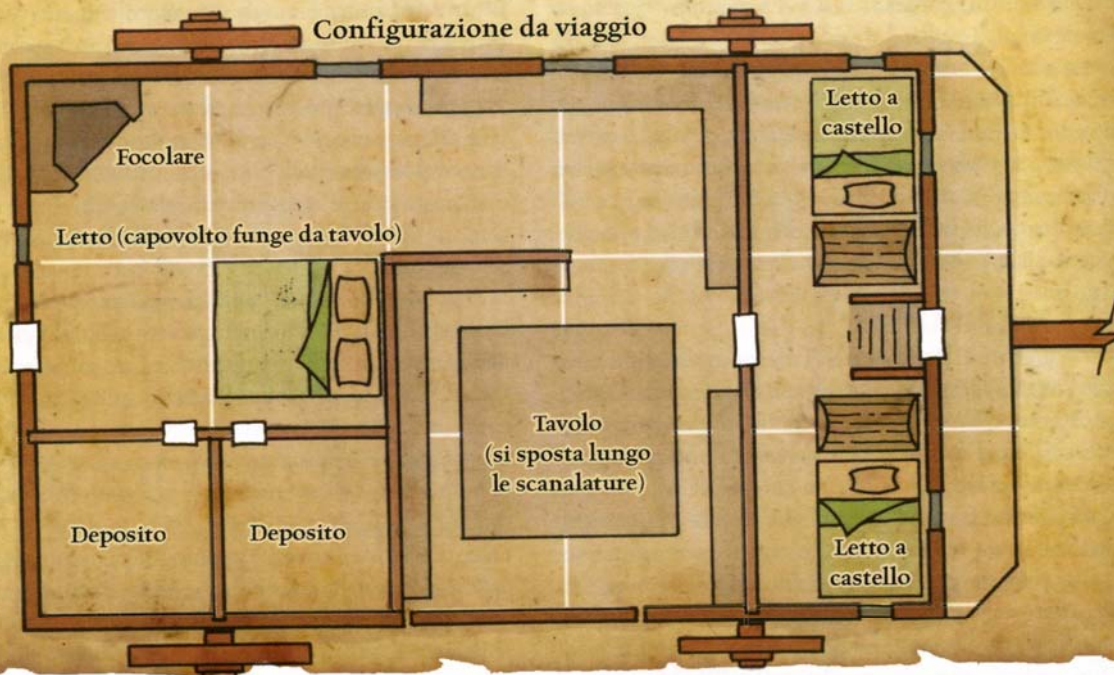 Configurazione da viaggio
Letto a
castello
Focolare
Letto (capovolto funge da tavolo)
Tavolo
(si sposta lungo
le scanalature)
Deposito
Deposito
Letto a
castello